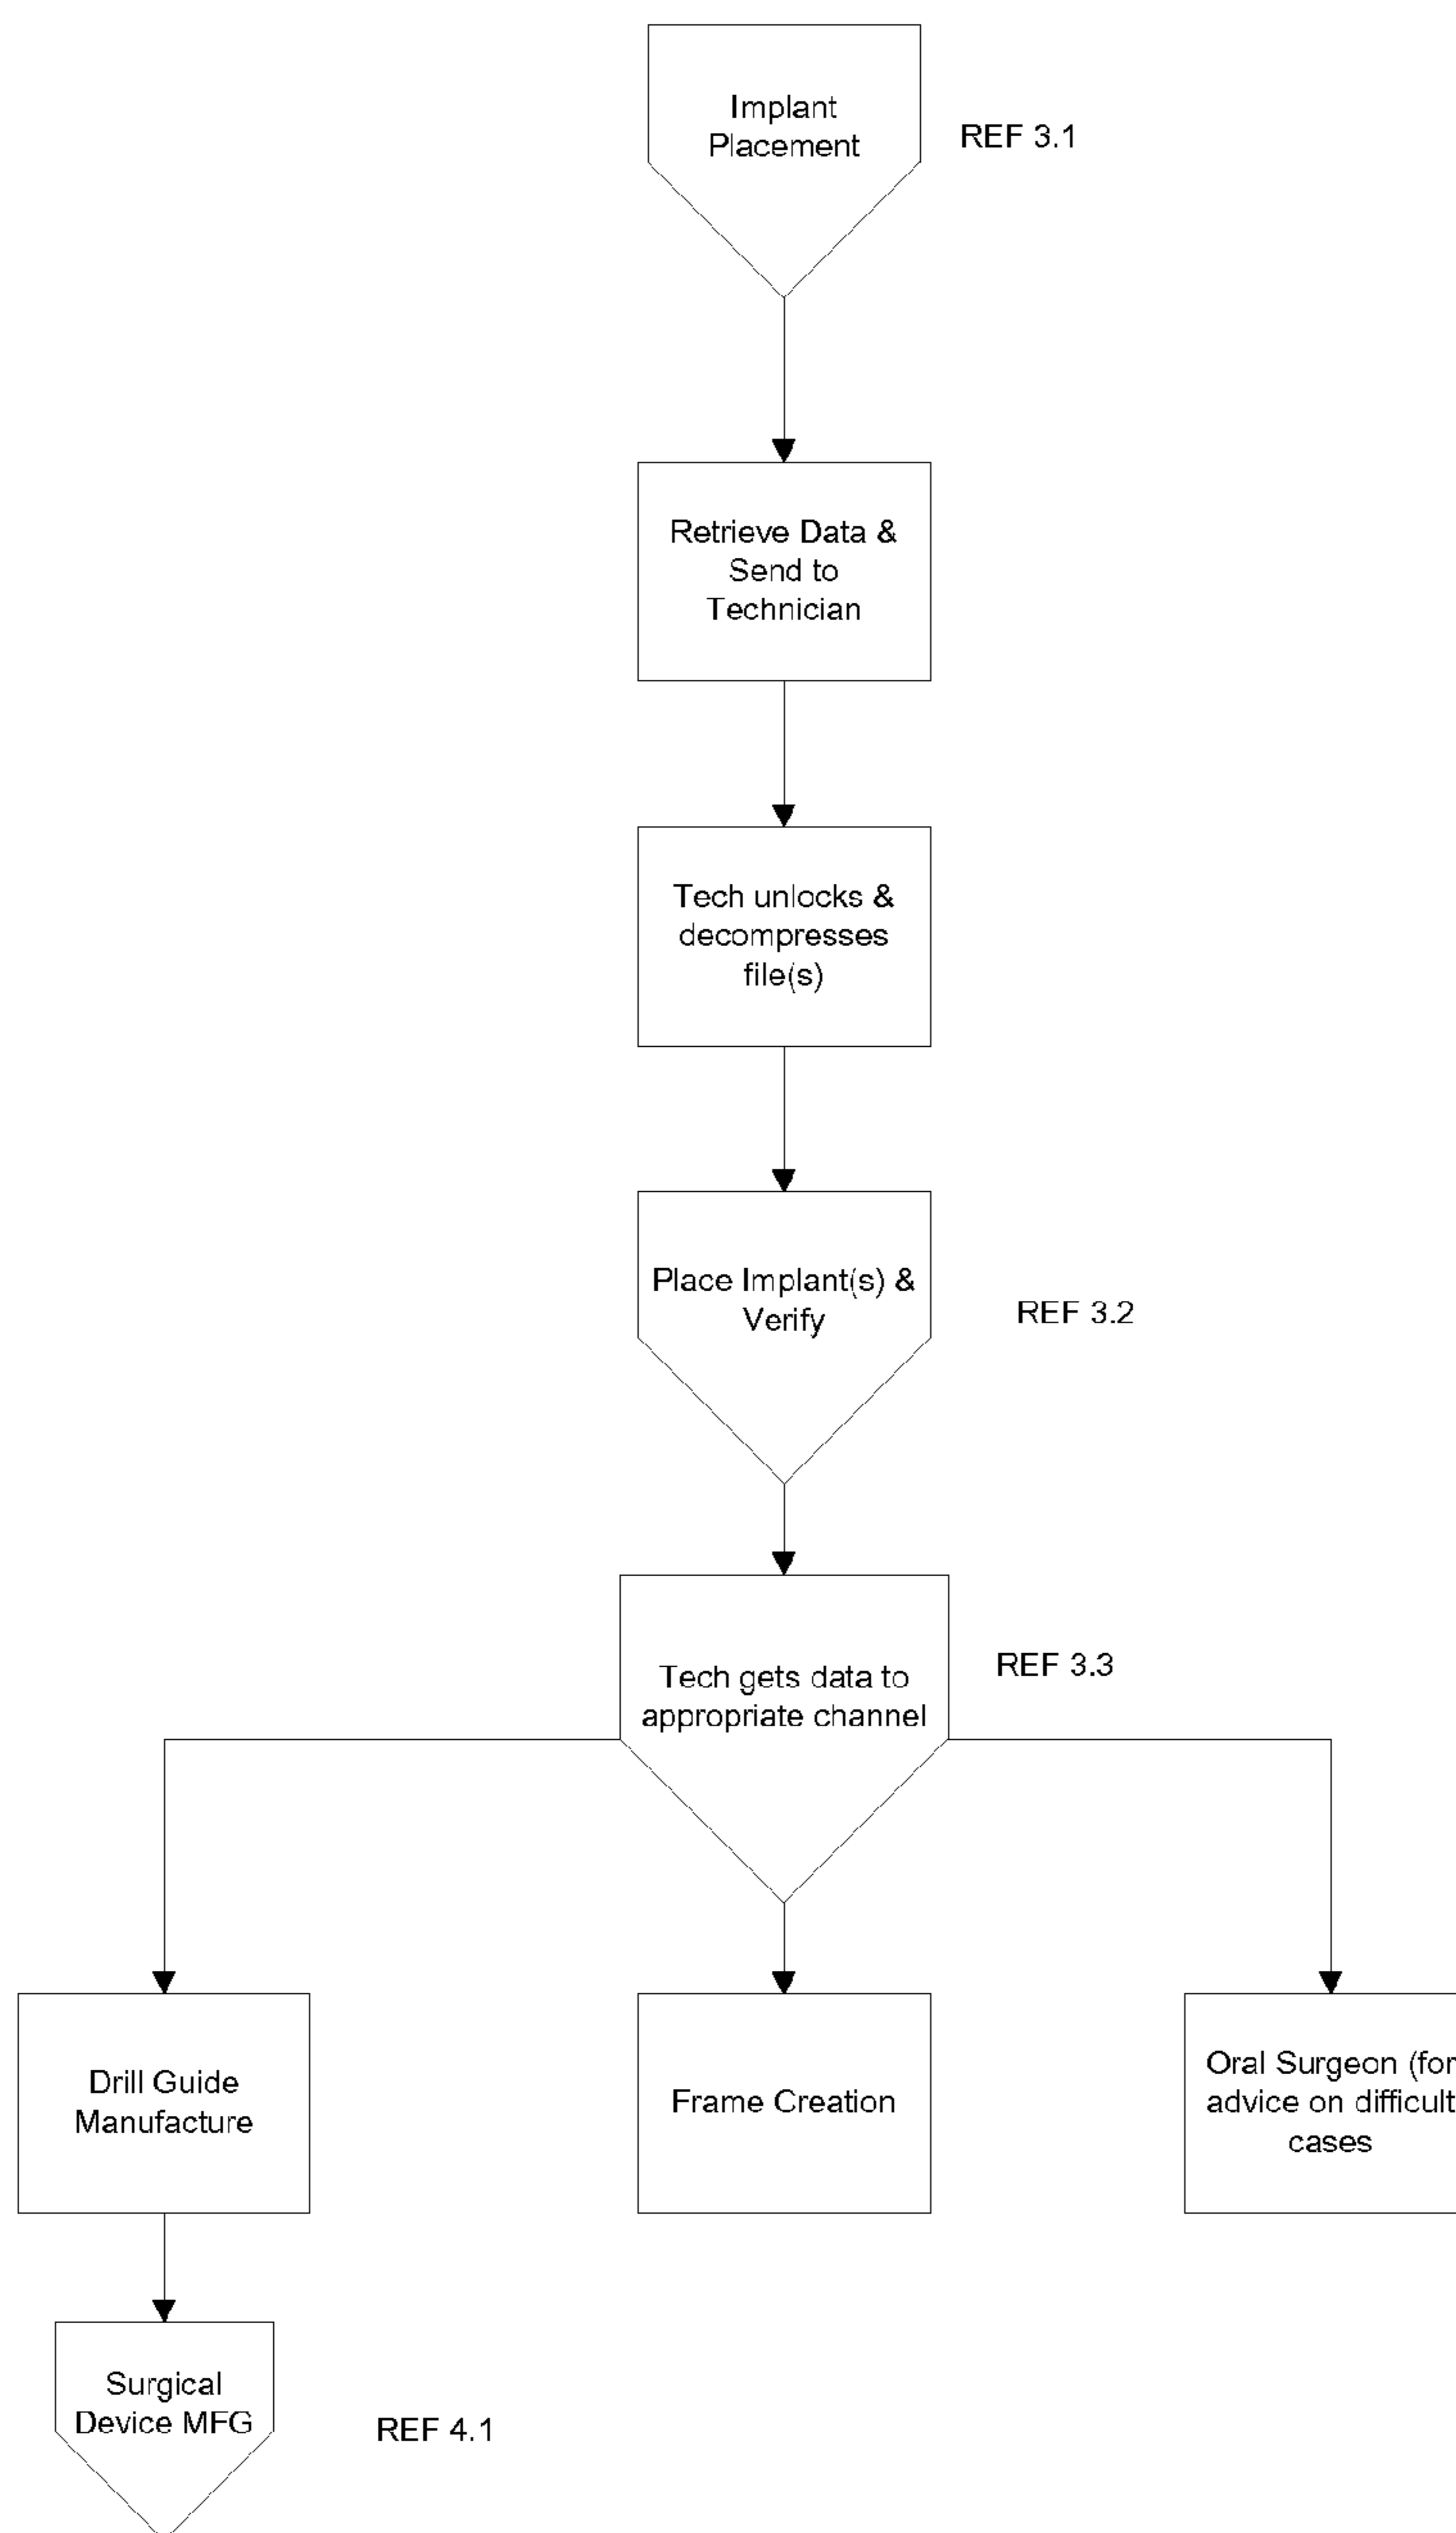 Implant
Placement
REF 3.1
Retrieve Data &
Send to
Technician
Tech unlocks &
decompresses
file(s)
Place Implant(s) &
Verify
REF 3.2
Tech gets data to
appropriate channel
REF 3.3
Drill Guide
Manufacture
Frame Creation
Oral Surgeon (for
advice on difficult
cases
Surgical
Device MFG
REF 4.1